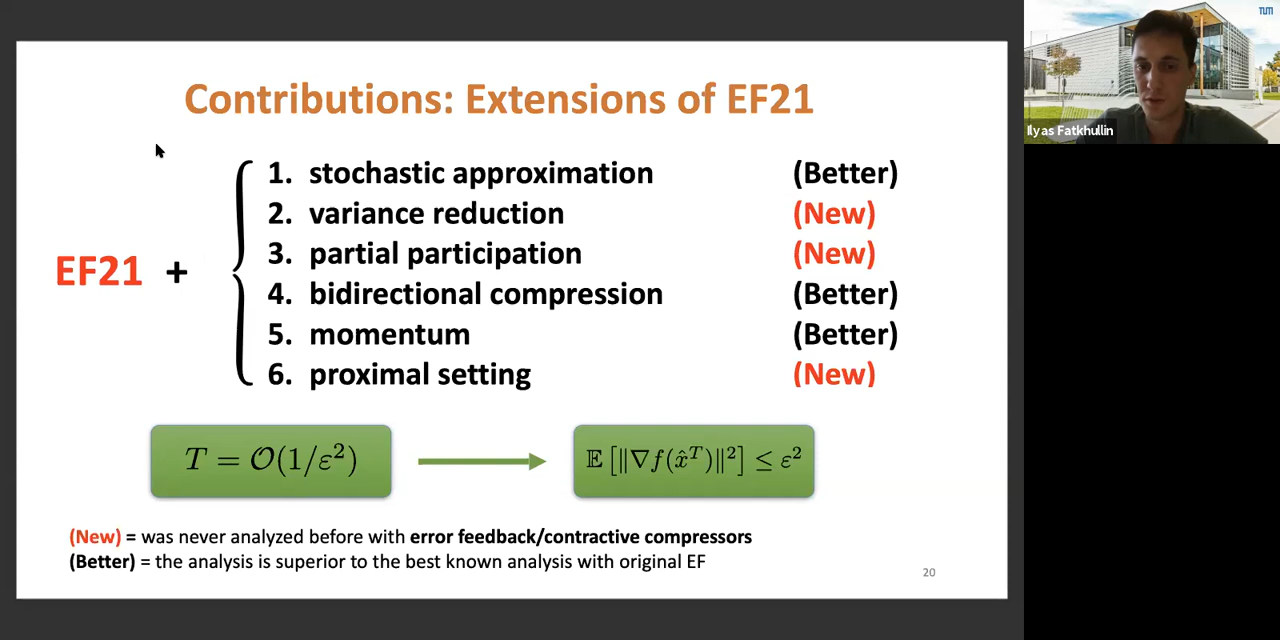 Contributions: Extensions of EF21
EF21 +
1. stochastic approximation (Better)
2. variance reduction (New)
3. partial participation (New)
4. bidirectional compression (Better)
5. momentum (Better)
6. proximal setting (New)
T = 𝒪(1/ε²)
𝔼 [‖∇f(x̂ᵀ)‖²] ≤ ε²
(New) = was never analyzed before with error feedback/contractive compressors
(Better) = the analysis is superior to the best known analysis with original EF
20
TUM
Ilyas Fatkhullin